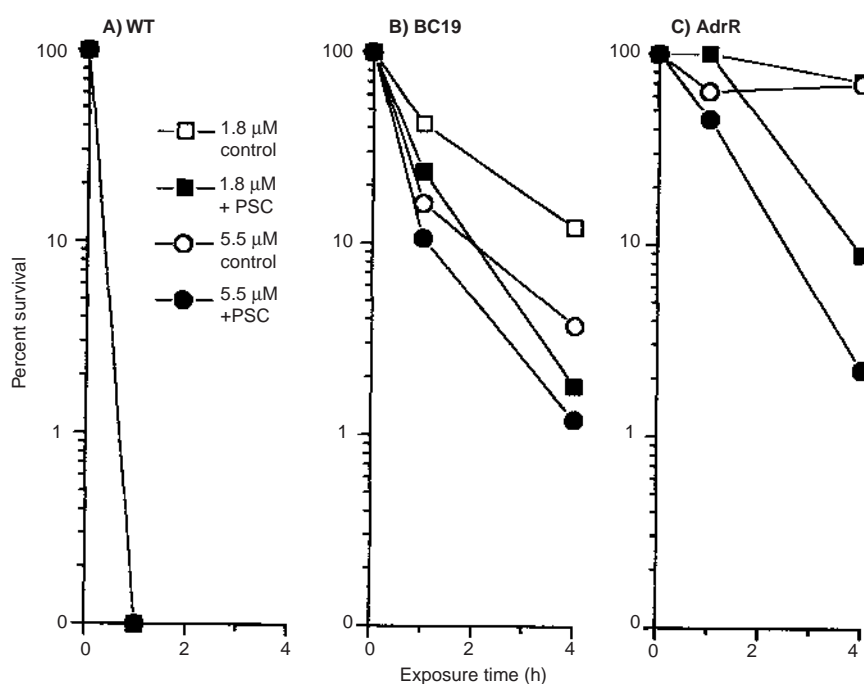 A) WT
B) BC19
C) AdrR
Percent survival
100
10
1
0
0
2
4
1.8 μM
control
1.8 μM
+ PSC
5.5 μM
control
5.5 μM
+PSC
100
10
1
0
0
2
4
100
10
1
0
0
2
4
Exposure time (h)